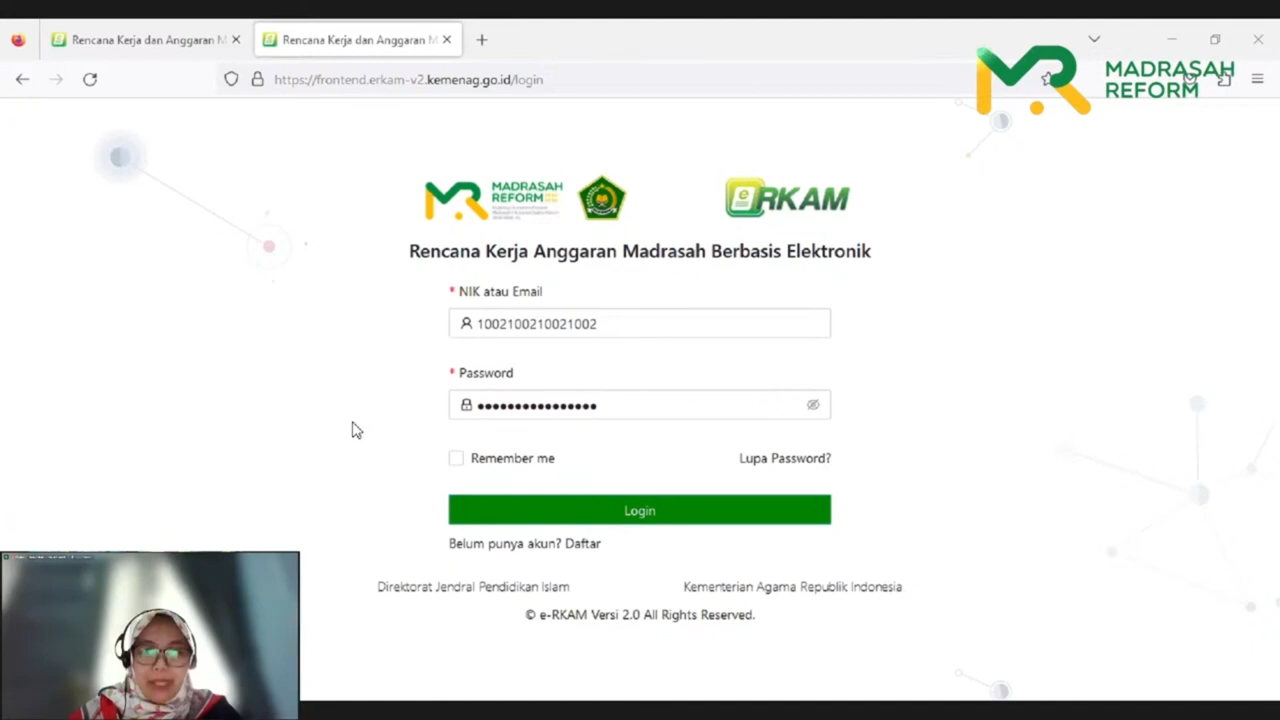 Rencana Kerja dan Anggaran M
Rencana Kerja dan Anggaran M
https://frontend.erkam-v2.kemenag.go.id/login
MADRASAH
REFORM
MADRASAH
REFORM
eRKAM
Rencana Kerja Anggaran Madrasah Berbasis Elektronik
* NIK atau Email
1002100210021002
* Password
••••••••••••••••
Remember me
Lupa Password?
Login
Belum punya akun? Daftar
Direktorat Jendral Pendidikan Islam
Kementerian Agama Republik Indonesia
© e-RKAM Versi 2.0 All Rights Reserved.